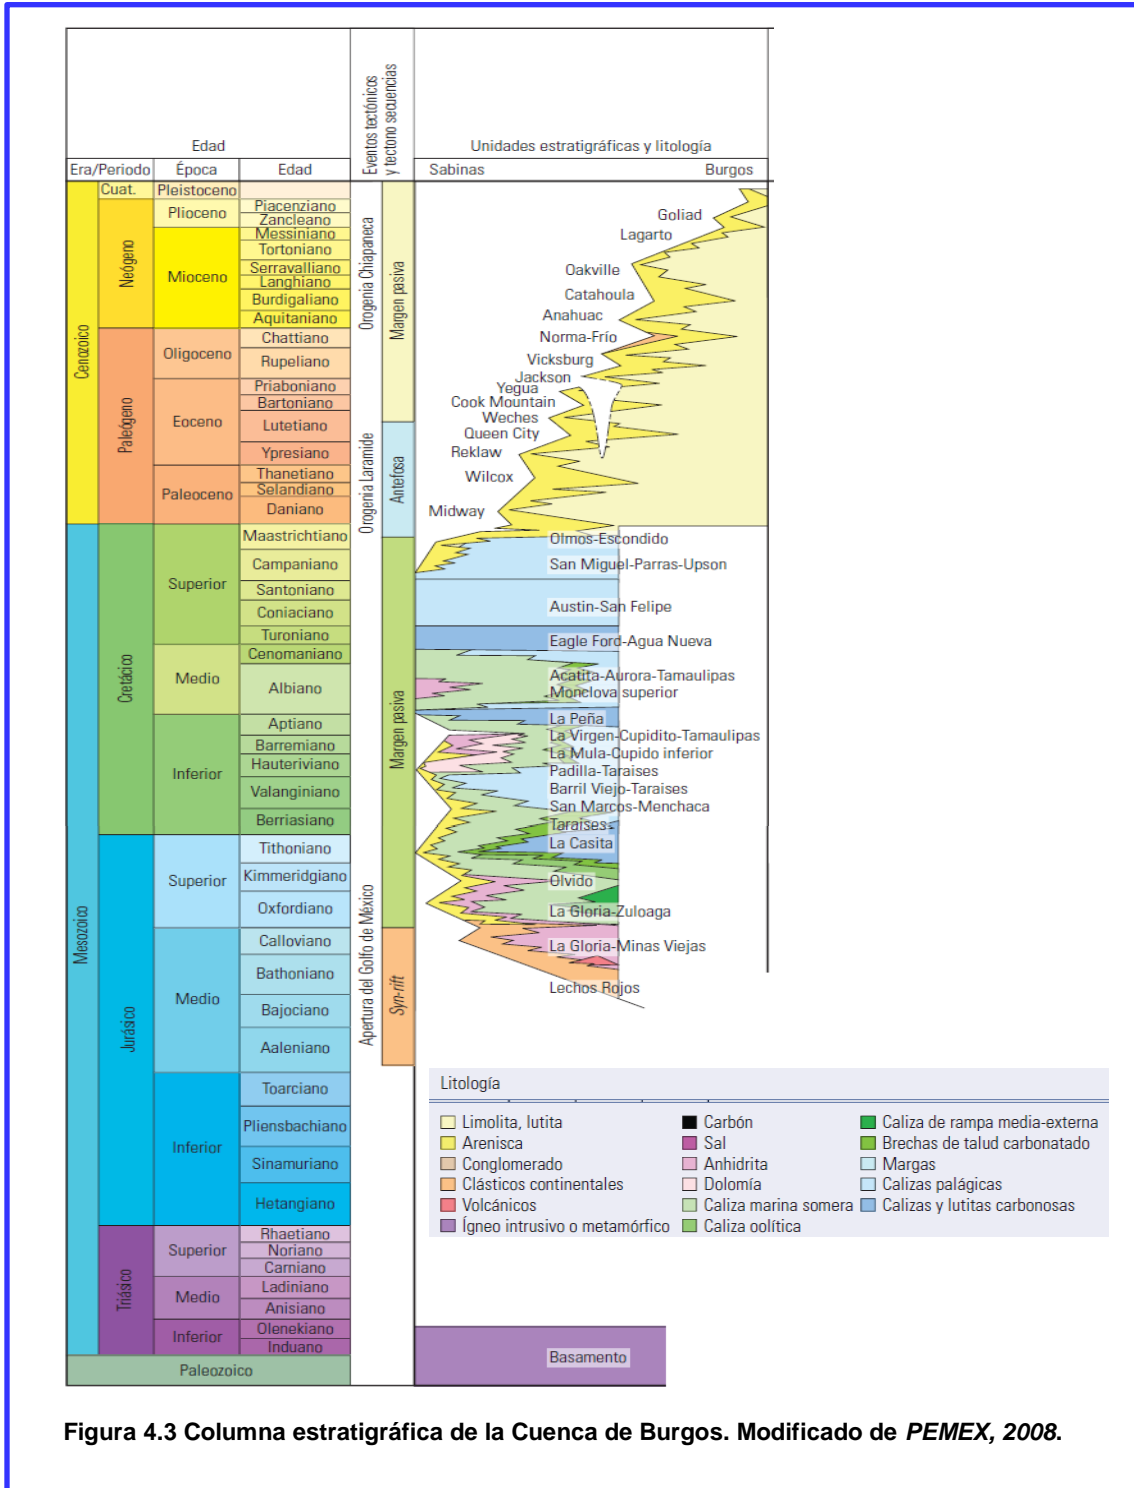 Edad
Eventos tectónicos
y tectono secuencias
Unidades estratigráficas y litología
Era/Periodo
Época
Edad
Sabinas
Burgos
Cenozoico
Mesozoico
Paleozoico
Cuat.
Neógeno
Paleógeno
Cretácico
Jurásico
Triásico
Pleistoceno
Plioceno
Mioceno
Oligoceno
Eoceno
Paleoceno
Superior
Medio
Inferior
Superior
Medio
Inferior
Superior
Medio
Inferior
Piacenziano
Zancleano
Messiniano
Tortoniano
Serravalliano
Langhiano
Burdigaliano
Aquitaniano
Chattiano
Rupeliano
Priaboniano
Bartoniano
Lutetiano
Ypresiano
Thanetiano
Selandiano
Daniano
Maastrichtiano
Campaniano
Santoniano
Coniaciano
Turoniano
Cenomaniano
Albiano
Aptiano
Barremiano
Hauteriviano
Valanginiano
Berriasiano
Tithoniano
Kimmeridgiano
Oxfordiano
Calloviano
Bathoniano
Bajociano
Aaleniano
Toarciano
Pliensbachiano
Sinamuriano
Hetangiano
Rhaetiano
Noriano
Carniano
Ladiniano
Anisiano
Olenekiano
Induano
Orogenia Chiapaneca
Orogenia Laramide
Apertura del Golfo de México
Margen pasiva
Antefosa
Margen pasiva
Syn-rift
Goliad
Lagarto
Oakville
Catahoula
Anahuac
Norma-Frío
Vicksburg
Jackson
Yegua
Cook Mountain
Weches
Queen City
Reklaw
Wilcox
Midway
Olmos-Escondido
San Miguel-Parras-Upson
Austin-San Felipe
Eagle Ford-Agua Nueva
Acatita-Aurora-Tamaulipas
Monclova superior
La Peña
La Virgen-Cupidito-Tamaulipas
La Mula-Cupido inferior
Padilla-Taraises
Barril Viejo-Taraises
San Marcos-Menchaca
Taraises
La Casita
Olvido
La Gloria-Zuloaga
La Gloria-Minas Viejas
Lechos Rojos
Basamento
Litología
Limolita, lutita
Arenisca
Conglomerado
Clásticos continentales
Volcánicos
Ígneo intrusivo o metamórfico
Carbón
Sal
Anhidrita
Dolomía
Caliza marina somera
Caliza oolítica
Caliza de rampa media-externa
Brechas de talud carbonatado
Margas
Calizas palágicas
Calizas y lutitas carbonosas
Figura 4.3 Columna estratigráfica de la Cuenca de Burgos. Modificado de PEMEX, 2008.